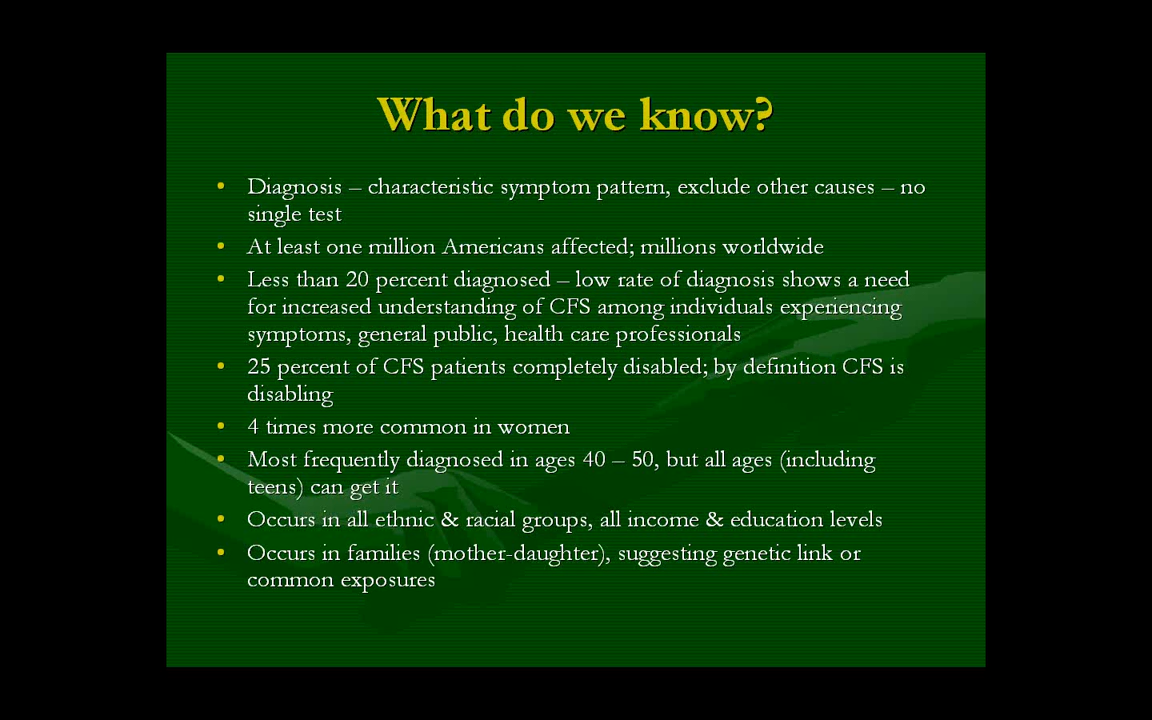 What do we know?
• Diagnosis – characteristic symptom pattern, exclude other causes – no
single test
• At least one million Americans affected; millions worldwide
• Less than 20 percent diagnosed – low rate of diagnosis shows a need
for increased understanding of CFS among individuals experiencing
symptoms, general public, health care professionals
• 25 percent of CFS patients completely disabled; by definition CFS is
disabling
• 4 times more common in women
• Most frequently diagnosed in ages 40 – 50, but all ages (including
teens) can get it
• Occurs in all ethnic & racial groups, all income & education levels
• Occurs in families (mother-daughter), suggesting genetic link or
common exposures